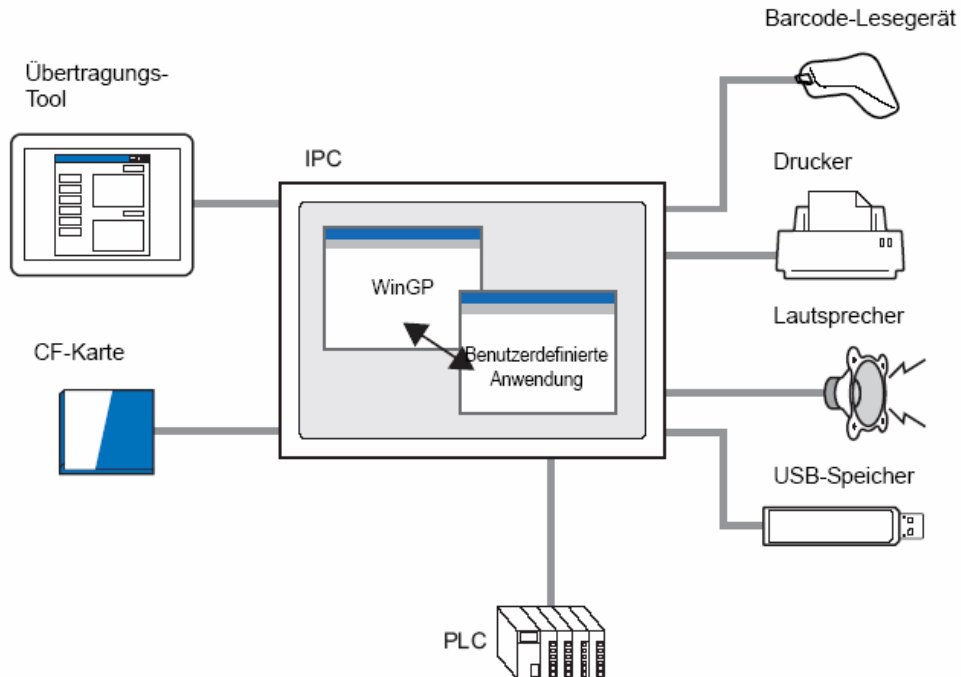 Barcode-Lesegerät
Übertragungs-
Tool
IPC
Drucker
WinGP
Lautsprecher
Benutzerdefinierte
Anwendung
CF-Karte
USB-Speicher
PLC